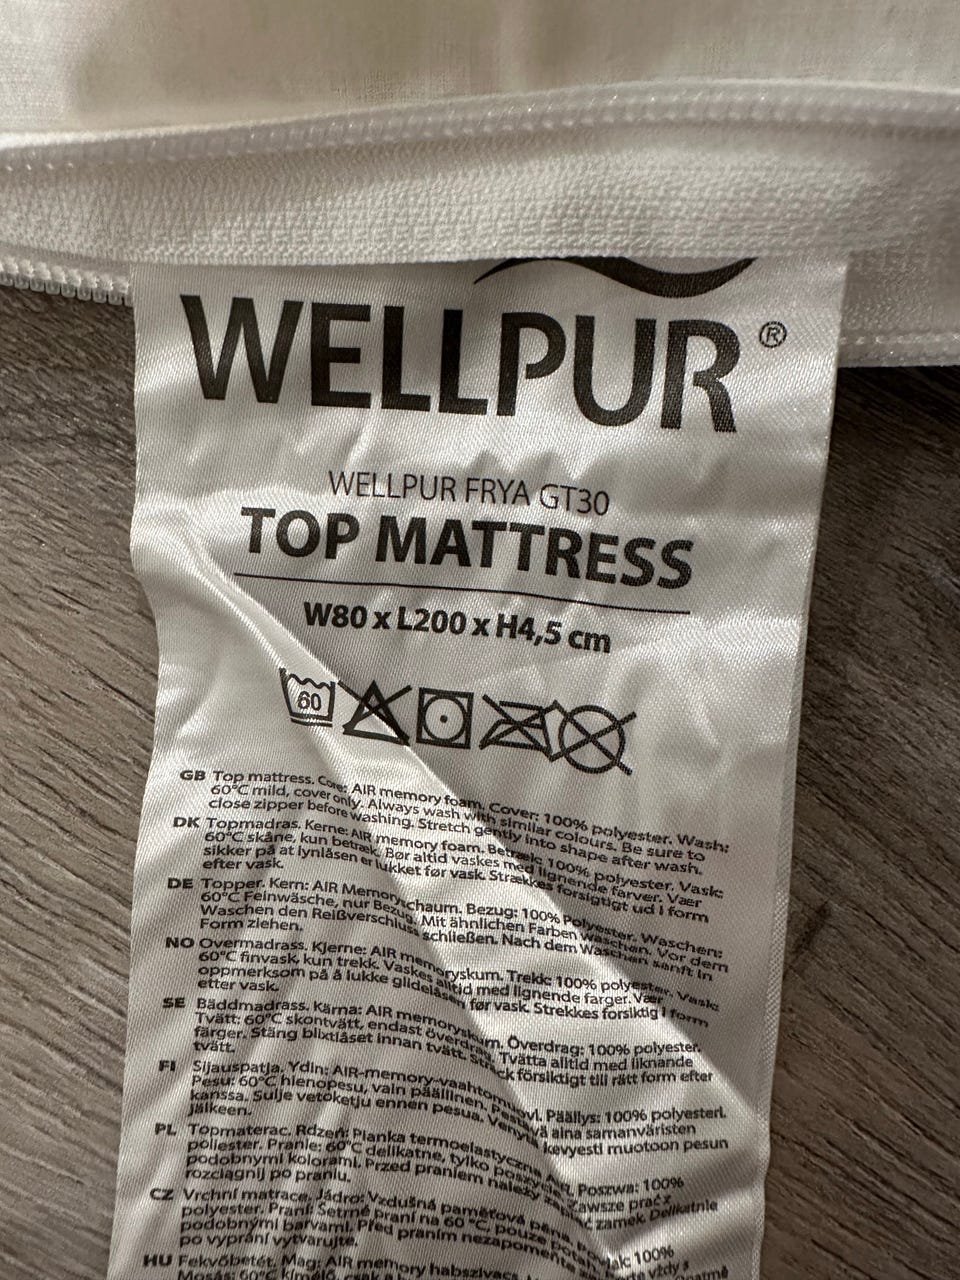 WELLPUR®
WELLPUR FRYA GT30
TOP MATTRESS
W80 x L200 x H4,5 cm
60
GB Top mattress. Core: AIR memory foam. Cover: 100% polyester. Wash:
60°C mild, cover only. Always wash with similar colours. Be sure to
close zipper before washing. Stretch gently into shape after wash.
DK Topmadras. Kerne: AIR memory foam. Betræk: 100% polyester. Vask:
60°C skåne, kun betræk. Bør altid vaskes med lignende farver. Vær
sikker på at lynlåsen er lukket før vask. Strækkes forsigtigt ud i form
efter vask.
DE Topper. Kern: AIR Memoryschaum. Bezug: 100% Polyester. Waschen:
60°C Feinwäsche, nur Bezug. Mit ähnlichen Farben waschen. Vor dem
Waschen den Reißverschluss schließen. Nach dem Waschen sanft in
Form ziehen.
NO Overmadrass. Kjerne: AIR memoryskum. Trekk: 100% polyester. Vask:
60°C finvask, kun trekk. Vaskes alltid med lignende farger. Vær
oppmerksom på å lukke glidelåsen før vask. Strekkes forsiktig i form
etter vask.
SE Bäddmadrass. Kärna: AIR memoryskum. Överdrag: 100% polyester.
Tvätt: 60°C skontvätt, endast överdrag. Tvätta alltid med liknande
färger. Stäng blixtlåset innan tvätt. Sträck försiktigt till rätt form efter
tvätt.
FI Sijauspatja. Ydin: AIR-memory-vaahtomuovi. Päällys: 100% polyesteri.
Pesu: 60°C hienopesu, vain päällinen. Pestävä aina samanväristen
kanssa. Sulje vetoketju ennen pesua. Venytä kevyesti muotoon pesun
jälkeen.
PL Topmaterac. Rdzeń: Pianka termoelastyczna Air. Poszwa: 100%
poliester. Pranie: 60°C delikatne, tylko poszwa. Zawsze prać z
podobnymi kolorami. Przed praniem należy zapiąć zamek. Delikatnie
rozciągnij po praniu.
CZ Vrchní matrace. Jádro: Vzdušná paměťová pěna. 100%
polyester. Praní: Šetrné praní na 60 °C, pouze vždy s
podobnými barvami. Před praním nezapomeňte
po vyprání vytvarujte.
HU Fekvőbetét. Mag: AIR memory habszivacs.
Mosás: 60°C kímélő, csak a